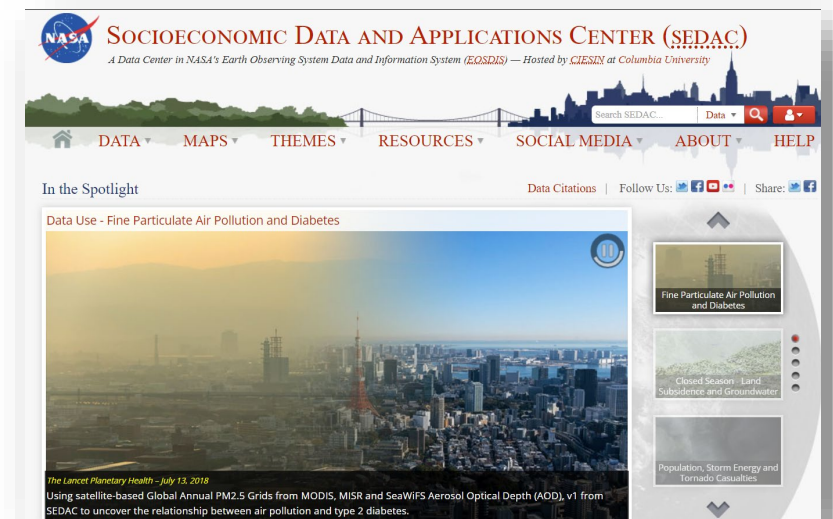 NASA
SOCIOECONOMIC DATA AND APPLICATIONS CENTER (SEDAC)
A Data Center in NASA's Earth Observing System Data and Information System (EOSDIS) — Hosted by CIESIN at Columbia University
Search SEDAC...
Data
DATA
MAPS
THEMES
RESOURCES
SOCIAL MEDIA
ABOUT
HELP
In the Spotlight
Data Citations | Follow Us: | Share:
Data Use - Fine Particulate Air Pollution and Diabetes
Fine Particulate Air Pollution
and Diabetes
Closed Season - Land
Subsidence and Groundwater
Population, Storm Energy and
Tornado Casualties
The Lancet Planetary Health – July 13, 2018
Using satellite-based Global Annual PM2.5 Grids from MODIS, MISR and SeaWiFS Aerosol Optical Depth (AOD), v1 from
SEDAC to uncover the relationship between air pollution and type 2 diabetes.